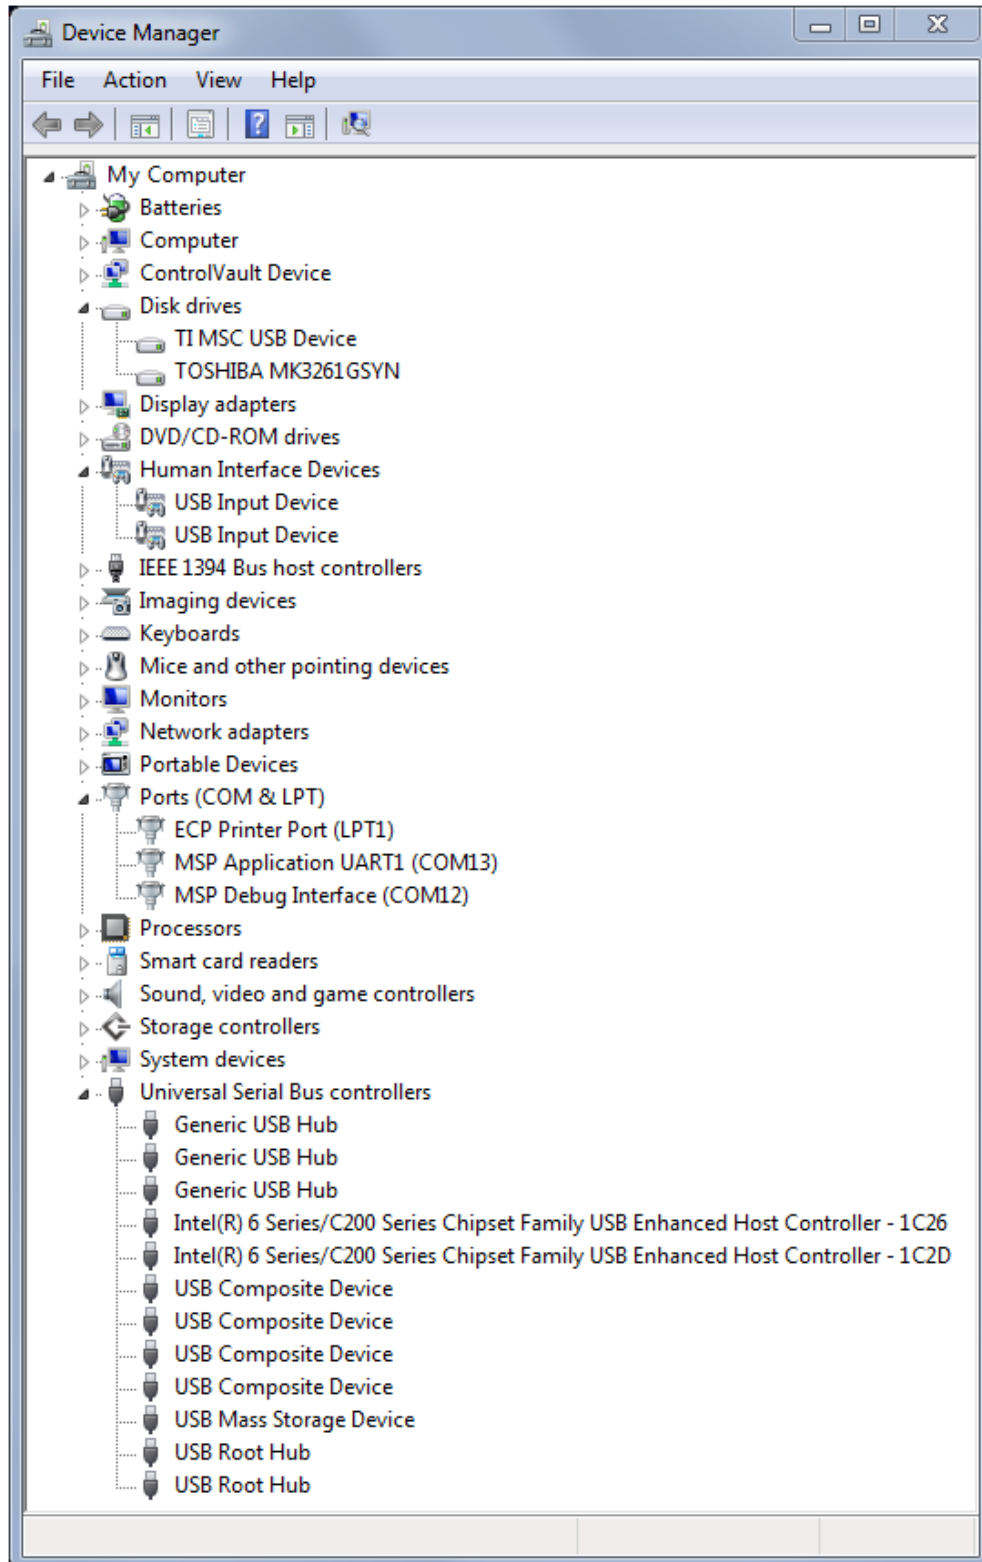 Device Manager
File Action View Help
My Computer
Batteries
Computer
ControlVault Device
Disk drives
TI MSC USB Device
TOSHIBA MK3261GSYN
Display adapters
DVD/CD-ROM drives
Human Interface Devices
USB Input Device
USB Input Device
IEEE 1394 Bus host controllers
Imaging devices
Keyboards
Mice and other pointing devices
Monitors
Network adapters
Portable Devices
Ports (COM & LPT)
ECP Printer Port (LPT1)
MSP Application UART1 (COM13)
MSP Debug Interface (COM12)
Processors
Smart card readers
Sound, video and game controllers
Storage controllers
System devices
Universal Serial Bus controllers
Generic USB Hub
Generic USB Hub
Generic USB Hub
Intel(R) 6 Series/C200 Series Chipset Family USB Enhanced Host Controller - 1C26
Intel(R) 6 Series/C200 Series Chipset Family USB Enhanced Host Controller - 1C2D
USB Composite Device
USB Composite Device
USB Composite Device
USB Composite Device
USB Mass Storage Device
USB Root Hub
USB Root Hub